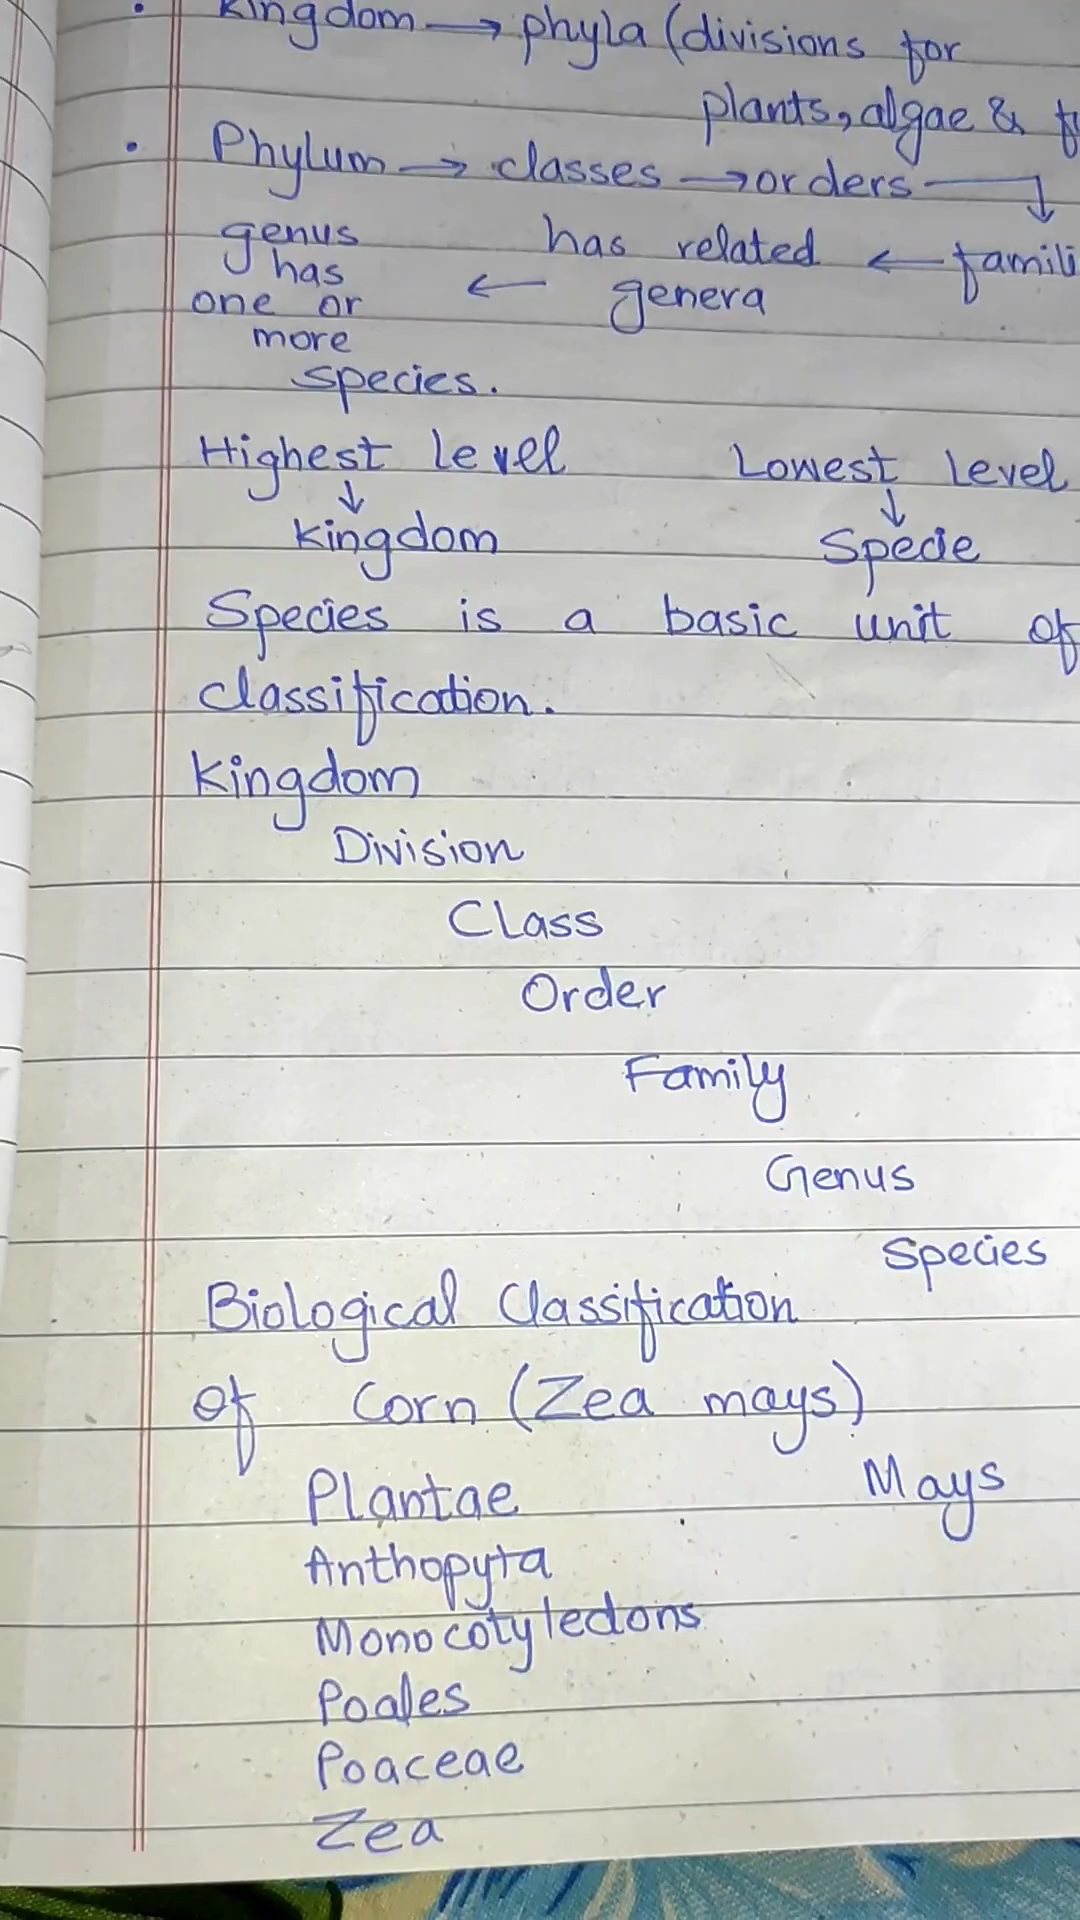 • Kingdom → phyla (divisions for
plants, algae &
• Phylum → classes → orders ↓
genus has related ← famili
has ← genera
one or
more
species.
Highest level Lowest level
↓ ↓
Kingdom Specie
Species is a basic unit of
classification.
Kingdom
Division
Class
Order
Family
Genus
Species
Biological Classification
of Corn (Zea mays)
Plantae Mays
Anthopyta
Monocotyledons
Poales
Poaceae
Zea